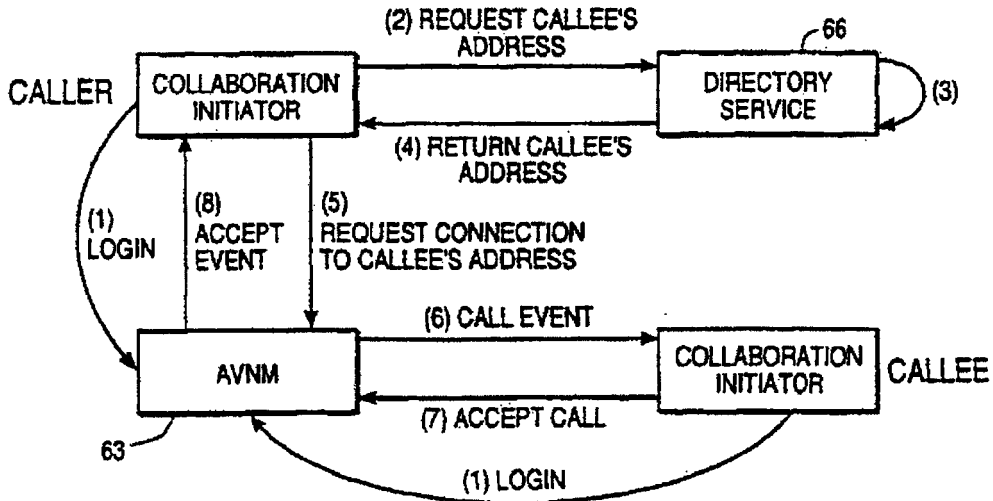 (2) REQUEST CALLEE'S
ADDRESS
66
CALLER
COLLABORATION
INITIATOR
DIRECTORY
SERVICE
(3)
(4) RETURN CALLEE'S
ADDRESS
(1)
LOGIN
(8)
ACCEPT
EVENT
(5)
REQUEST CONNECTION
TO CALLEE'S ADDRESS
(6) CALL EVENT
AVNM
COLLABORATION
INITIATOR
CALLEE
(7) ACCEPT CALL
63
(1) LOGIN